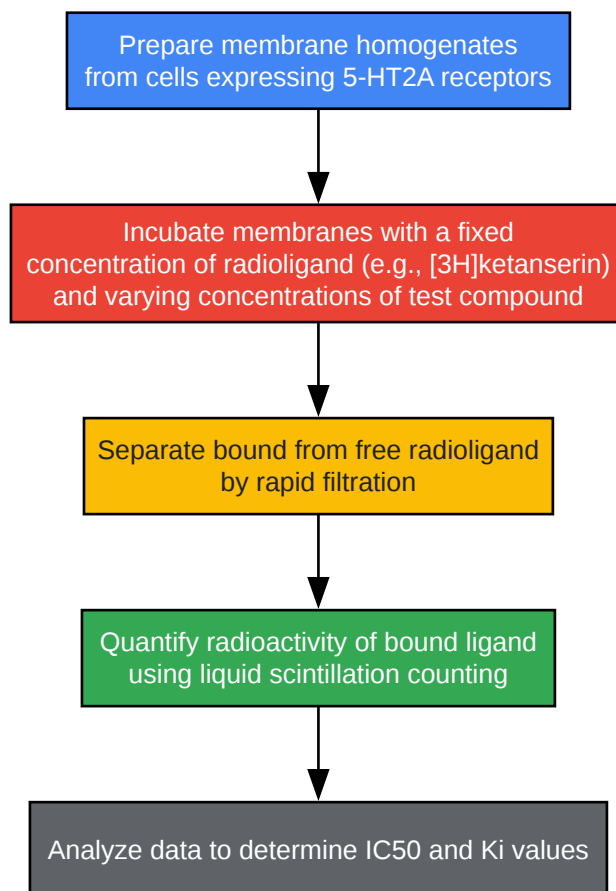 Prepare membrane homogenates
from cells expressing 5-HT2A receptors
Incubate membranes with a fixed
concentration of radioligand (e.g., [3H]ketanserin)
and varying concentrations of test compound
Separate bound from free radioligand
by rapid filtration
Quantify radioactivity of bound ligand
using liquid scintillation counting
Analyze data to determine IC50 and Ki values